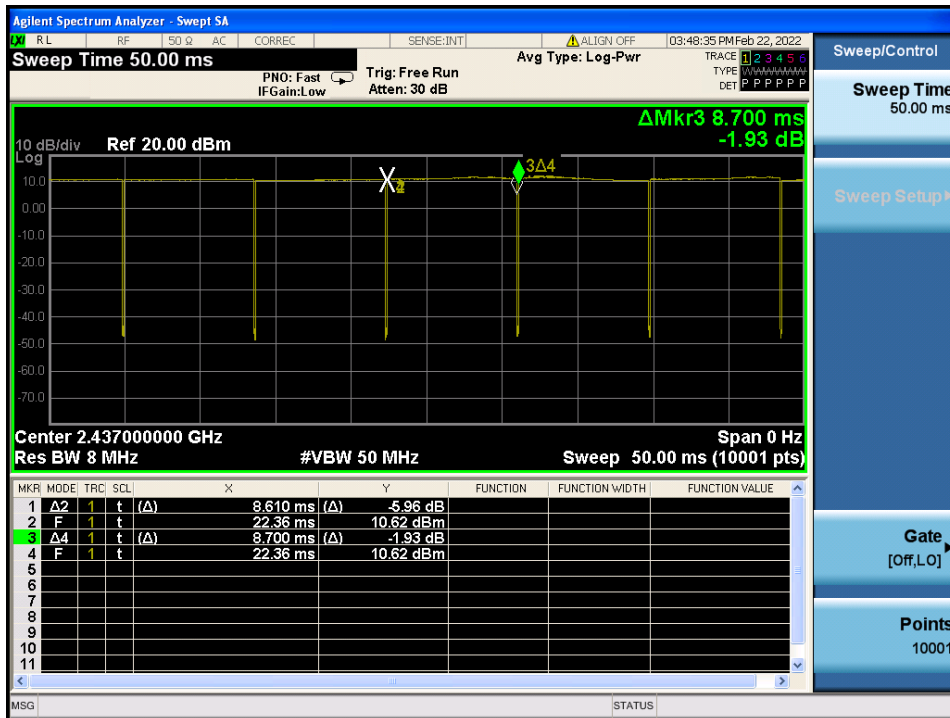 Agilent Spectrum Analyzer - Swept SA
LXI RL RF 50 Ω AC CORREC SENSE:INT ALIGN OFF 03:48:35 PM Feb 22, 2022
Sweep Time 50.00 ms
PNO: Fast
IFGain:Low
Trig: Free Run
Atten: 30 dB
Avg Type: Log-Pwr
TRACE 1 2 3 4 5 6
TYPE
DET P P P P P P
ΔMkr3 8.700 ms
-1.93 dB
10 dB/div Ref 20.00 dBm
Log
3Δ4
10.0
0.00
-10.0
-20.0
-30.0
-40.0
-50.0
-60.0
-70.0
Center 2.437000000 GHz Span 0 Hz
Res BW 8 MHz #VBW 50 MHz Sweep 50.00 ms (10001 pts)
MKR MODE TRC SCL X Y FUNCTION FUNCTION WIDTH FUNCTION VALUE
1 Δ2 1 t (Δ) 8.610 ms (Δ) -5.96 dB
2 F 1 t 22.36 ms 10.62 dBm
3 Δ4 1 t (Δ) 8.700 ms (Δ) -1.93 dB
4 F 1 t 22.36 ms 10.62 dBm
5
6
7
8
9
10
11
MSG STATUS
Sweep/Control
Sweep Time
50.00 ms
Sweep Setup
Gate
[Off,LO]
Points
10001